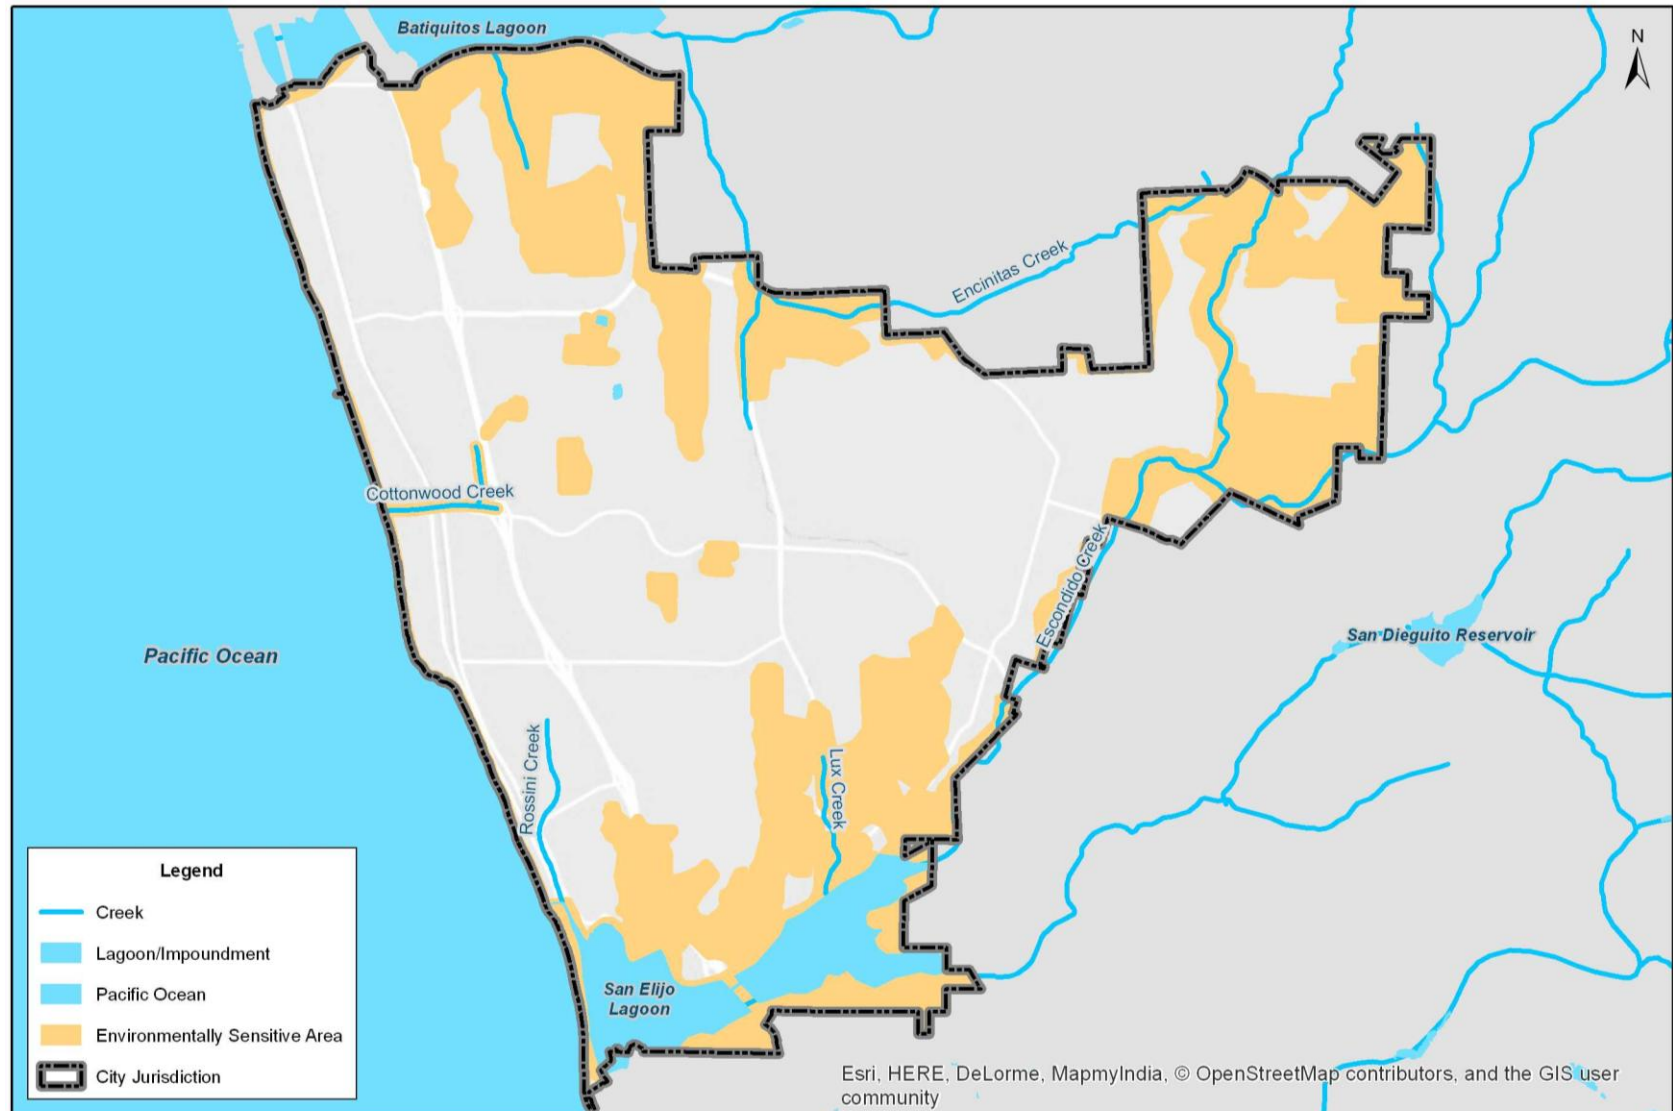 Batiquitos Lagoon
N
Encinitas Creek
Cottonwood Creek
Escondido Creek
San Dieguito Reservoir
Pacific Ocean
Rossini Creek
Lux Creek
San Elijo
Lagoon
Legend
Creek
Lagoon/Impoundment
Pacific Ocean
Environmentally Sensitive Area
City Jurisdiction
Esri, HERE, DeLorme, MapmyIndia, © OpenStreetMap contributors, and the GIS user
community